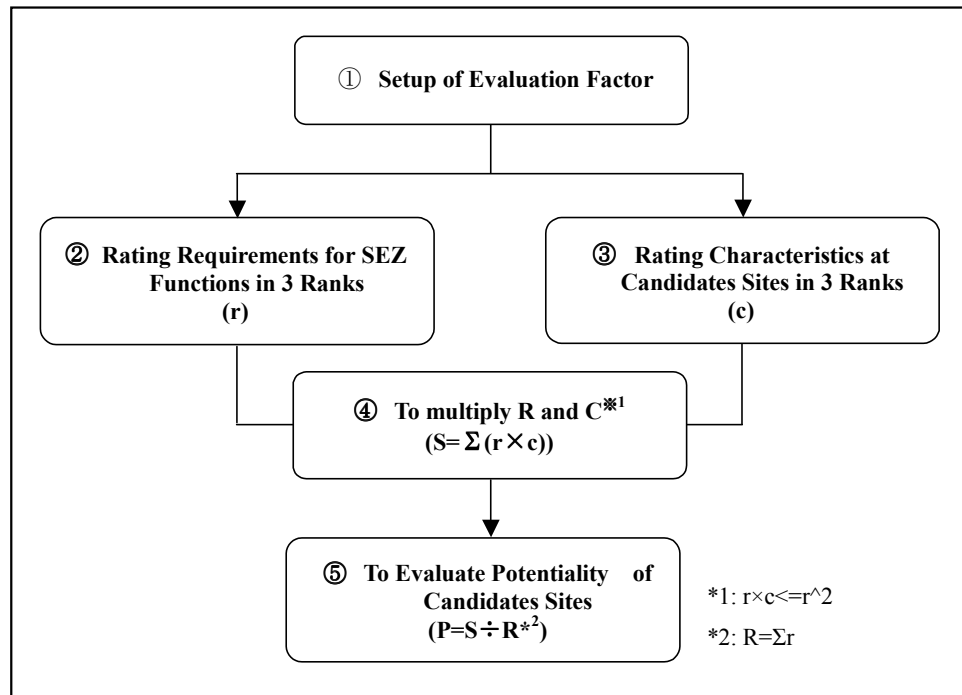 ① Setup of Evaluation Factor
② Rating Requirements for SEZ
Functions in 3 Ranks
(r)
③ Rating Characteristics at
Candidates Sites in 3 Ranks
(c)
④ To multiply R and C※1
(S=Σ(r×c))
⑤ To Evaluate Potentiality of
Candidates Sites
(P=S÷R*2)
*1: r×c<=r^2
*2: R=Σr